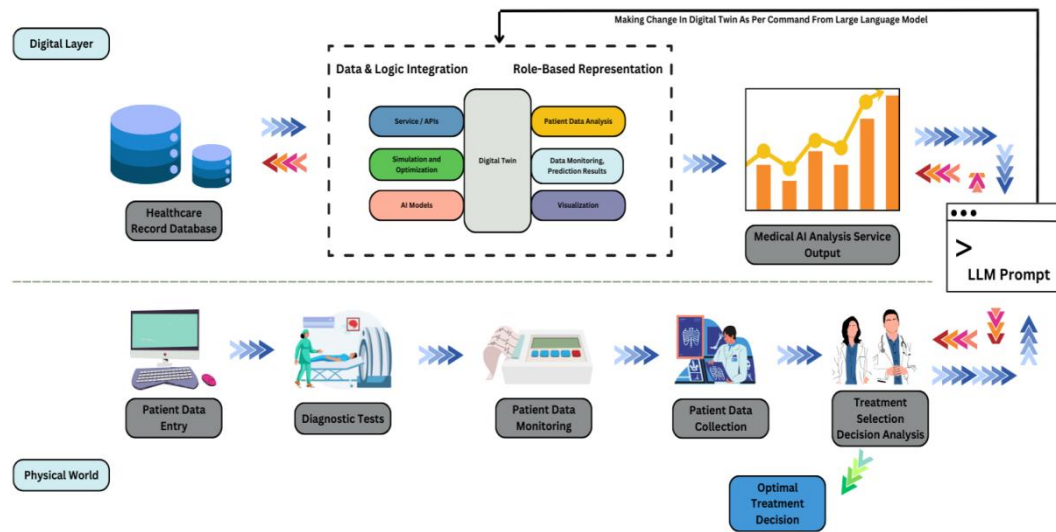 Making Change In Digital Twin As Per Command From Large Language Model
Digital Layer
Data & Logic Integration
Role-Based Representation
Service / APIs
Patient Data Analysis
Simulation and
Optimization
Digital Twin
Data Monitoring,
Prediction Results
AI Models
Visualization
Healthcare
Record Database
Medical AI Analysis Service
Output
>
LLM Prompt
Patient Data
Entry
Diagnostic Tests
Patient Data
Monitoring
Patient Data
Collection
Treatment
Selection
Decision Analysis
Physical World
Optimal
Treatment
Decision